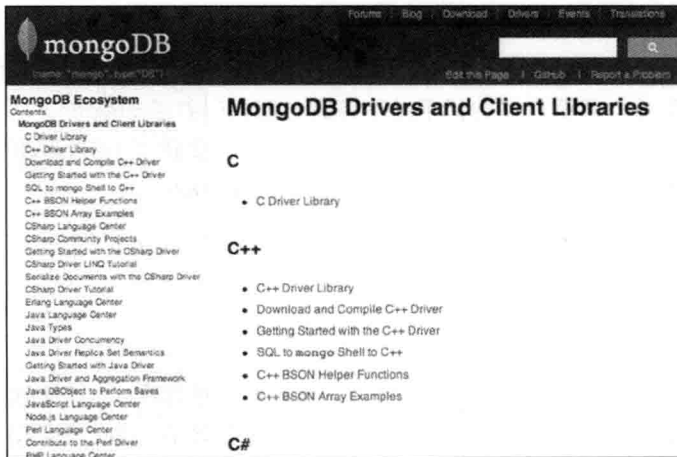 Forums | Blog | Download | Drivers | Events | Translations
mongoDB
{name: "mongo", type:"DB"}
Edit this Page | GitHub | Report a Problem
MongoDB Ecosystem
Contents
MongoDB Drivers and Client Libraries
C Driver Library
C++ Driver Library
Download and Compile C++ Driver
Getting Started with the C++ Driver
SQL to mongo Shell to C++
C++ BSON Helper Functions
C++ BSON Array Examples
CSharp Language Center
CSharp Community Projects
Getting Started with the CSharp Driver
CSharp Driver LINQ Tutorial
Serialize Documents with the CSharp Driver
CSharp Driver Tutorial
Erlang Language Center
Java Language Center
Java Types
Java Driver Concurrency
Java Driver Replica Set Semantics
Getting Started with Java Driver
Java Driver and Aggregation Framework
Java DBObject to Perform Saves
JavaScript Language Center
Node.js Language Center
Perl Language Center
Contribute to the Perl Driver
PHP Language Center
MongoDB Drivers and Client Libraries
C
• C Driver Library
C++
• C++ Driver Library
• Download and Compile C++ Driver
• Getting Started with the C++ Driver
• SQL to mongo Shell to C++
• C++ BSON Helper Functions
• C++ BSON Array Examples
C#